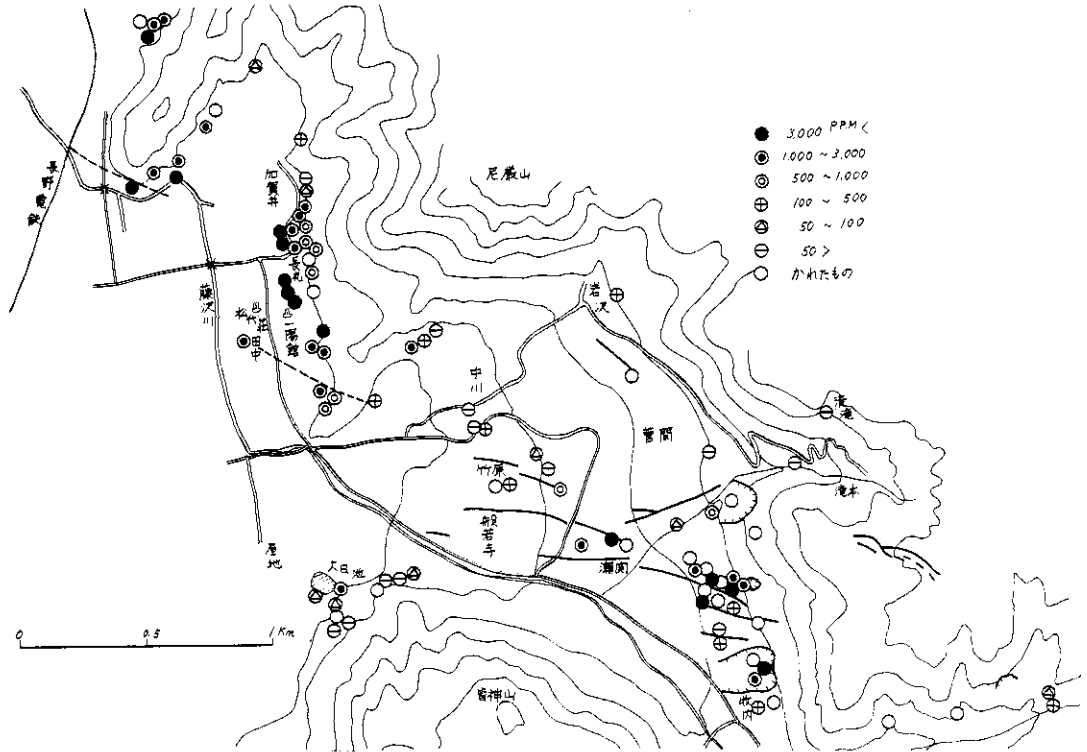 3,000 PPM <
1,000 ~ 3,000
500 ~ 1,000
100 ~ 500
50 ~ 100
50 >
かれたもの
尼厳山
加賀井
長野電鉄
岩沢
藤沢川
松代荘
田中
一陽館
中川
菅間
清滝
滝本
竹原
般若寺
瀬関
屋地
大日池
皆神山
牧内
0
0.5
1 Km